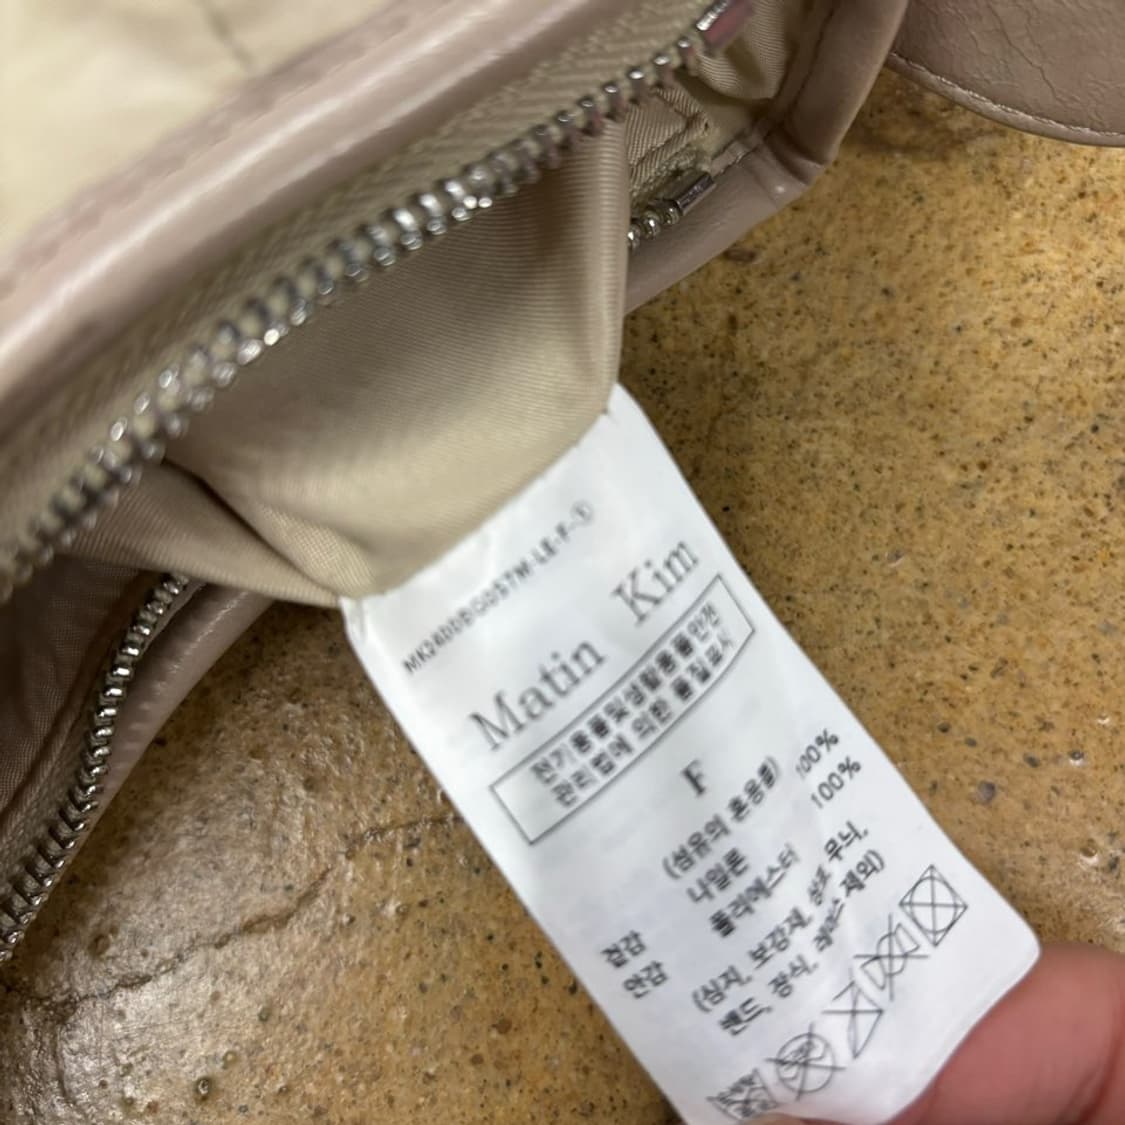 Matin Kim
전기용품및생활용품안전
관리법에 의한 품질표시
F
(섬유의 혼용률)
겉감 나일론 100%
안감 폴리에스터 100%
(심지, 보강재, 상표 무늬,
밴드, 장식, 레이스 제외)